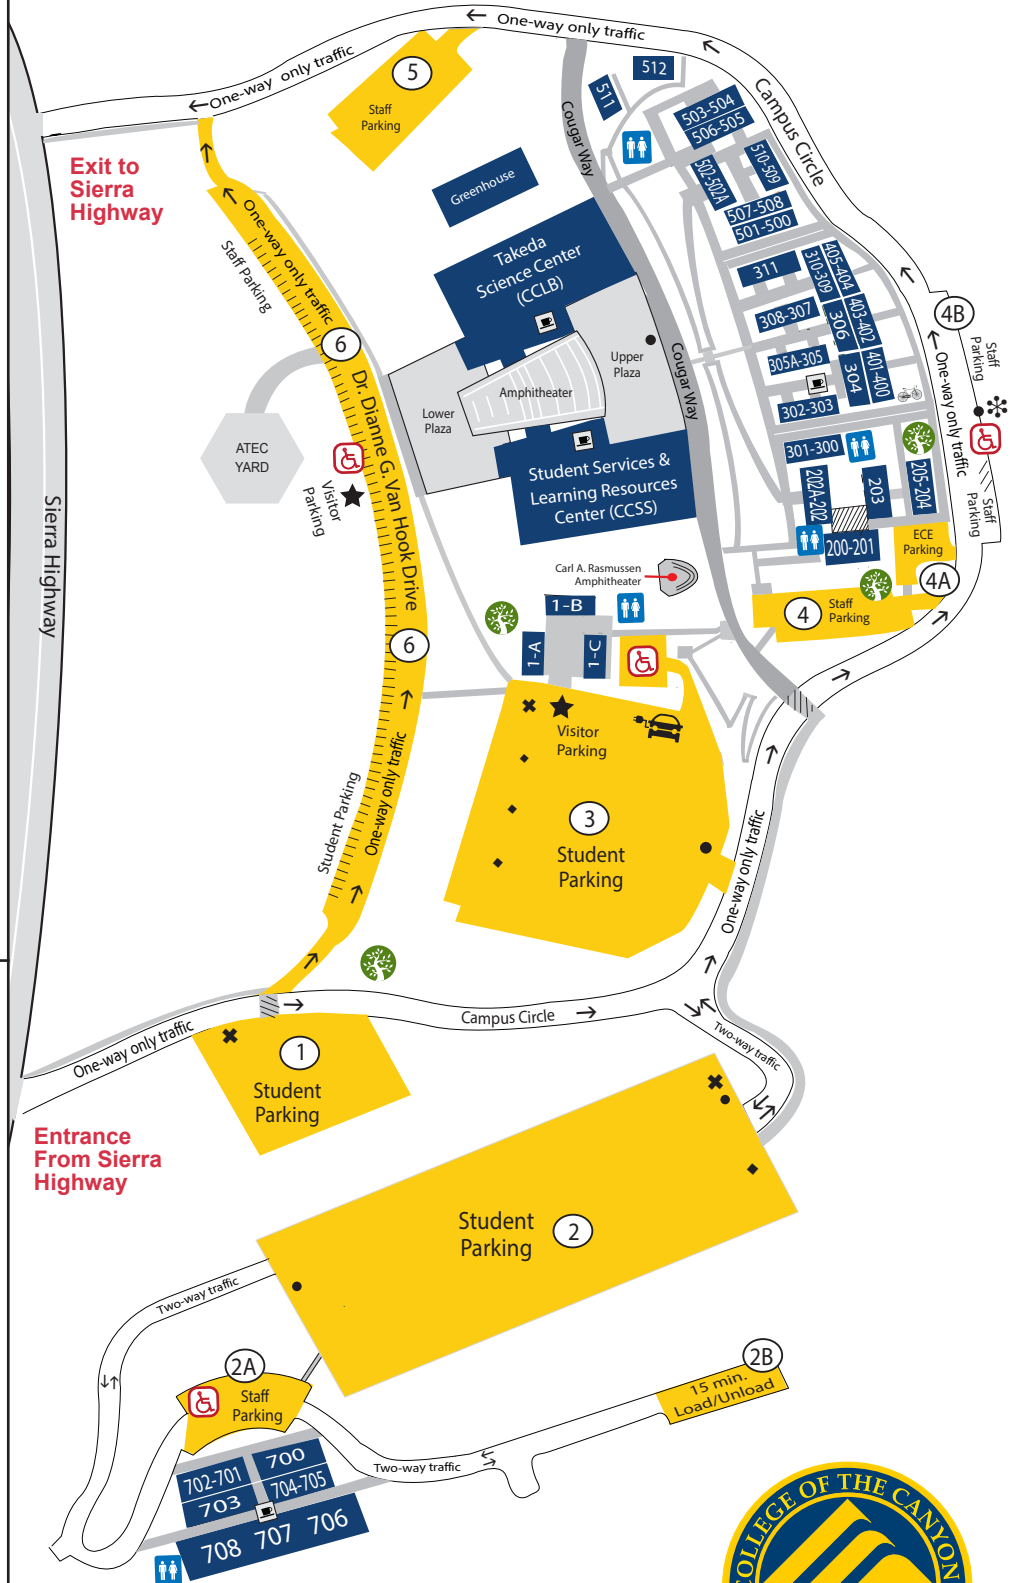 One-way only traffic
One-way only traffic
One-way only traffic
5
Staff
Parking
Exit to
Sierra
Highway
Cougar Way
Campus Circle
512
511
503-504
506-505
510-509
502-502A
507-508
501-500
Greenhouse
Takeda
Science Center
(CCLB)
One-way only traffic
Staff Parking
6
311
310-309
405-404
308-307
306
403-402
305A-305
304
401-400
302-303
4B
Staff
Parking
One-way only traffic
Upper
Plaza
Cougar Way
Amphitheater
Lower
Plaza
Dr. Dianne G. Van Hook Drive
ATEC
YARD
Visitor
Parking
Student Services &
Learning Resources
Center (CCSS)
301-300
202A-202
203
205-204
200-201
Staff
Parking
ECE
Parking
4A
4
Staff
Parking
Sierra Highway
Carl A. Rasmussen
Amphitheater
1-B
1-A
1-C
6
Visitor
Parking
3
Student
Parking
Student Parking
One-way only traffic
One-way only traffic
Campus Circle
One-way only traffic
Two-way traffic
1
Student
Parking
Entrance
From Sierra
Highway
Student
Parking
2
Two-way traffic
2A
Staff
Parking
2B
15 min.
Load/Unload
Two-way traffic
702-701
700
703
704-705
708 707 706
COLLEGE OF THE CANYON